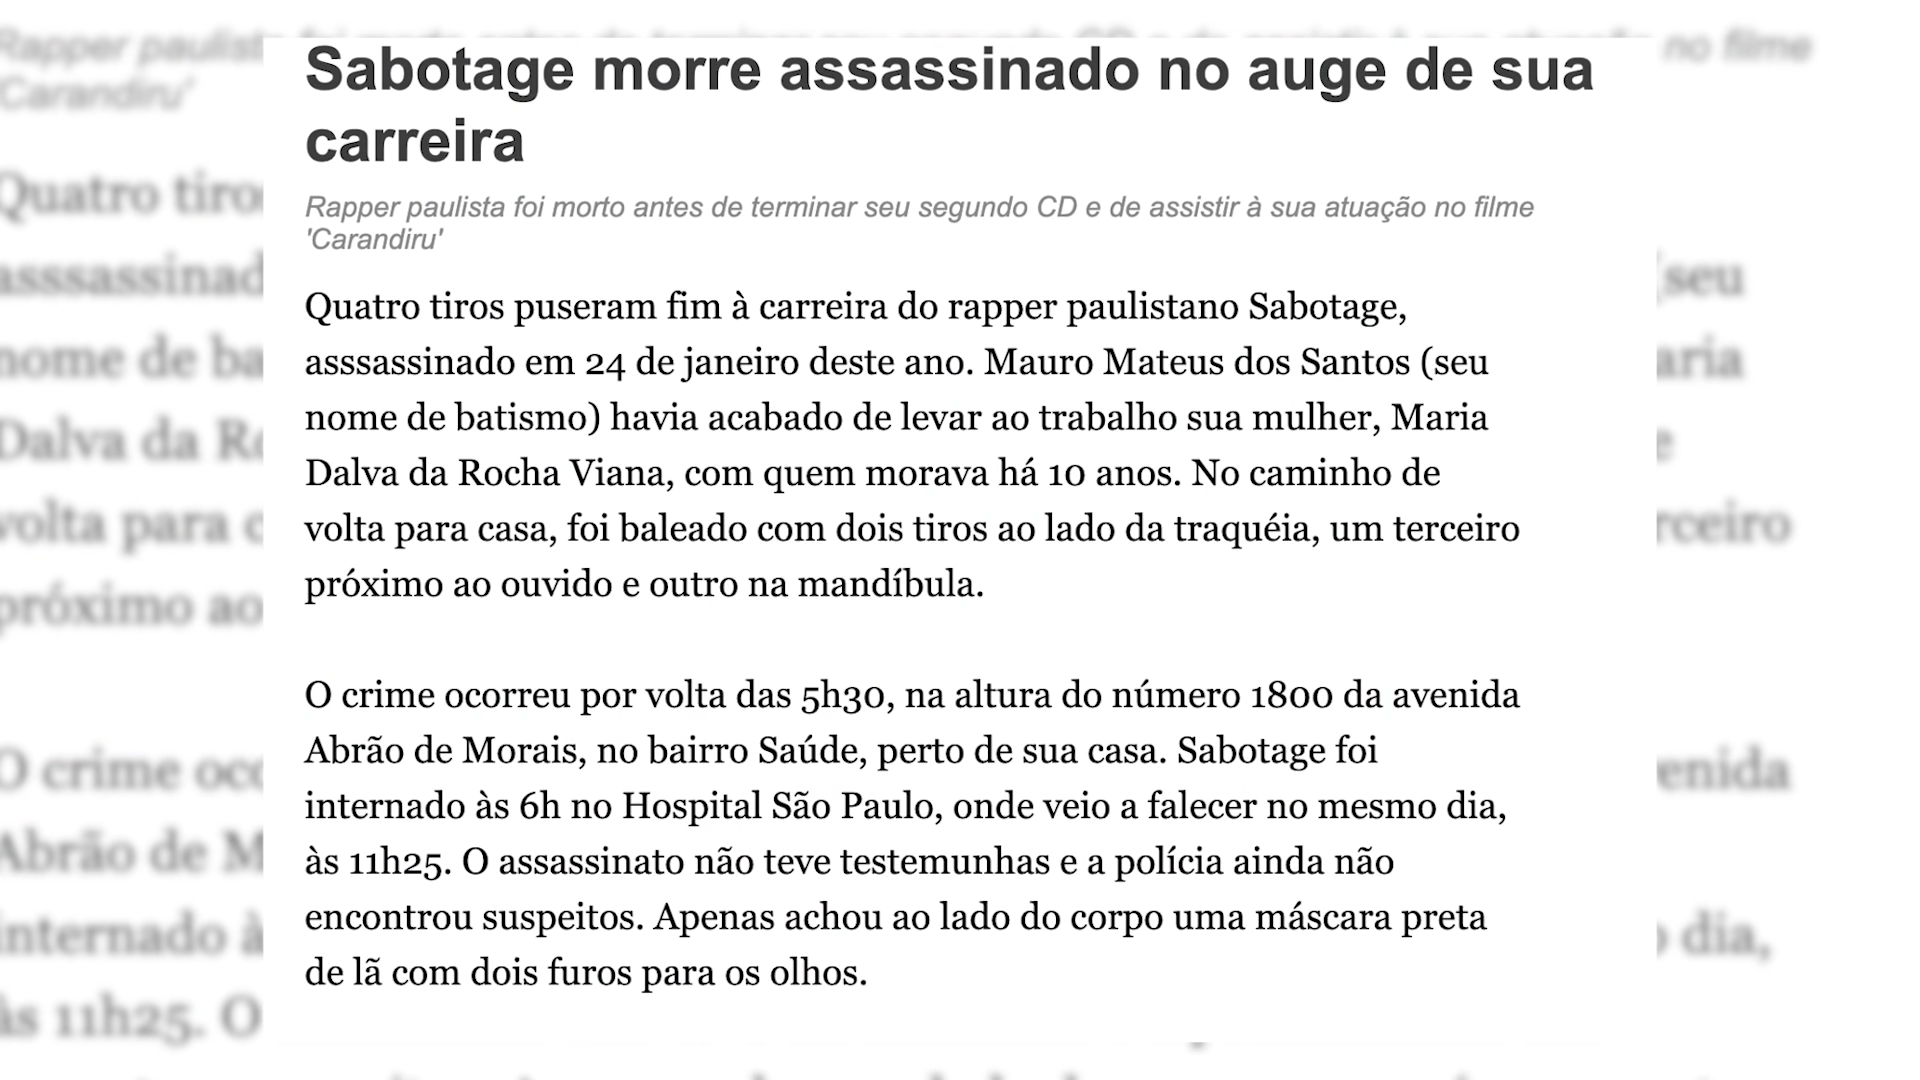 Sabotage morre assassinado no auge de sua
carreira
Rapper paulista foi morto antes de terminar seu segundo CD e de assistir à sua atuação no filme
'Carandiru'
Quatro tiros puseram fim à carreira do rapper paulistano Sabotage,
asssassinado em 24 de janeiro deste ano. Mauro Mateus dos Santos (seu
nome de batismo) havia acabado de levar ao trabalho sua mulher, Maria
Dalva da Rocha Viana, com quem morava há 10 anos. No caminho de
volta para casa, foi baleado com dois tiros ao lado da traquéia, um terceiro
próximo ao ouvido e outro na mandíbula.
O crime ocorreu por volta das 5h30, na altura do número 1800 da avenida
Abrão de Morais, no bairro Saúde, perto de sua casa. Sabotage foi
internado às 6h no Hospital São Paulo, onde veio a falecer no mesmo dia,
às 11h25. O assassinato não teve testemunhas e a polícia ainda não
encontrou suspeitos. Apenas achou ao lado do corpo uma máscara preta
de lã com dois furos para os olhos.